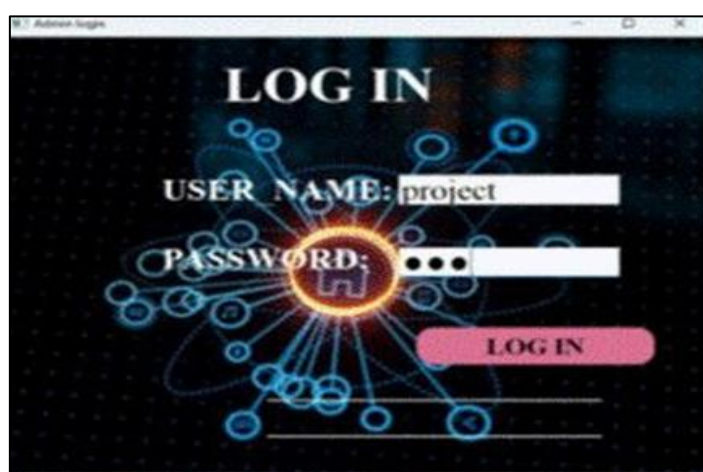 Admin login
LOG IN
USER NAME: project
PASSWORD: ●●●
LOG IN